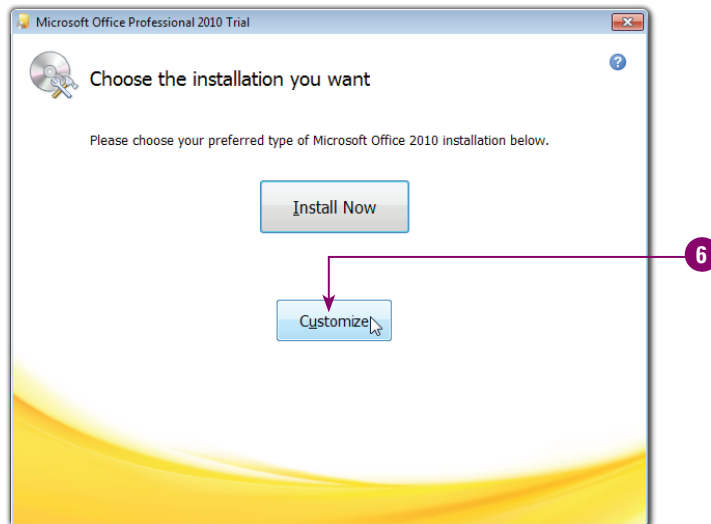 Microsoft Office Professional 2010 Trial
Choose the installation you want
Please choose your preferred type of Microsoft Office 2010 installation below.
Install Now
6
Customize